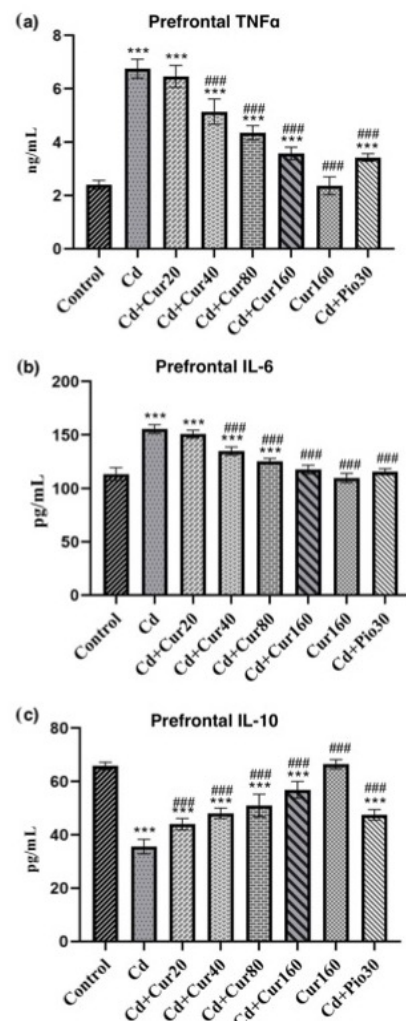 (a) Prefrontal TNFα
ng/mL
8
6
4
2
0
*** *** ### *** ### *** ### *** ### ### ***
Control Cd Cd+Cur20 Cd+Cur40 Cd+Cur80 Cd+Cur160 Cur160 Cd+Pio30
(b) Prefrontal IL-6
pg/mL
200
150
100
50
0
*** *** ### *** ### *** ### ### ###
Control Cd Cd+Cur20 Cd+Cur40 Cd+Cur80 Cd+Cur160 Cur160 Cd+Pio30
(c) Prefrontal IL-10
pg/mL
80
60
40
20
0
*** ### *** ### *** ### *** ### *** ### ### ***
Control Cd Cd+Cur20 Cd+Cur40 Cd+Cur80 Cd+Cur160 Cur160 Cd+Pio30